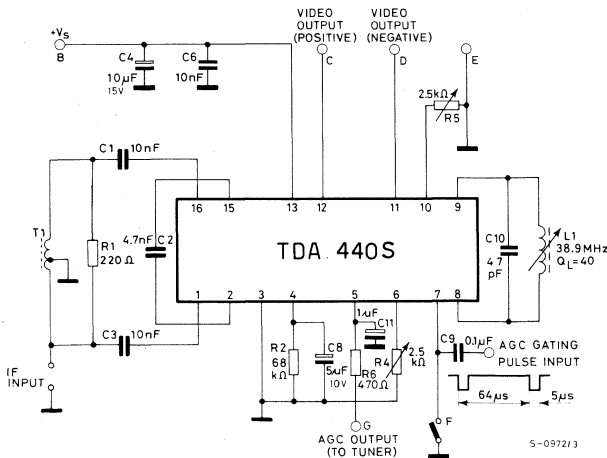 VIDEO
OUTPUT
(POSITIVE)
VIDEO
OUTPUT
(NEGATIVE)
+Vs
B
C4
10µF
15V
C6
10nF
C
D
E
2.5kΩ
R5
C1
10nF
16
15
13
12
11
10
9
T1
R1
220Ω
4.7nF
C2
TDA 440S
C10
4.7
pF
L1
38.9MHz
QL=40
1
2
3
4
5
6
7
8
C3
10nF
IF
INPUT
R2
68
kΩ
C8
5µF
10V
1µF
C11
R6
470Ω
R4
2.5
kΩ
C9
0.1µF
AGC GATING
PULSE INPUT
64µs
5µs
F
G
AGC OUTPUT
(TO TUNER)
S-0972/3